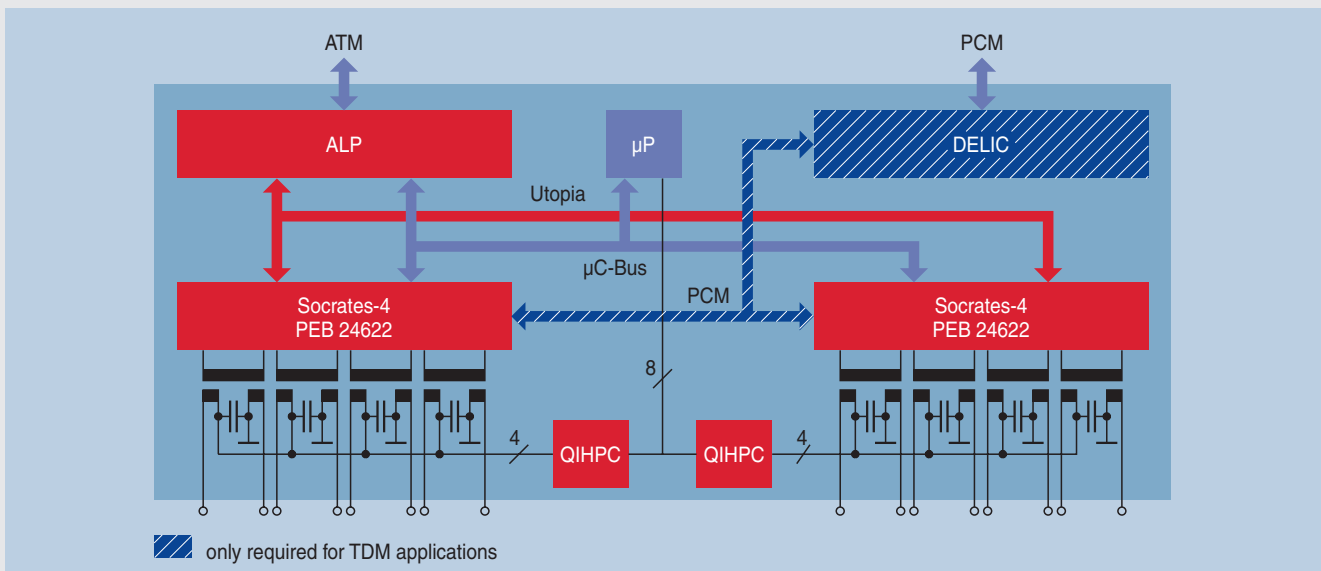 ATM
PCM
ALP
µP
DELIC
Utopia
µC-Bus
PCM
Socrates-4
PEB 24622
Socrates-4
PEB 24622
8
4
QIHPC
QIHPC
4
only required for TDM applications